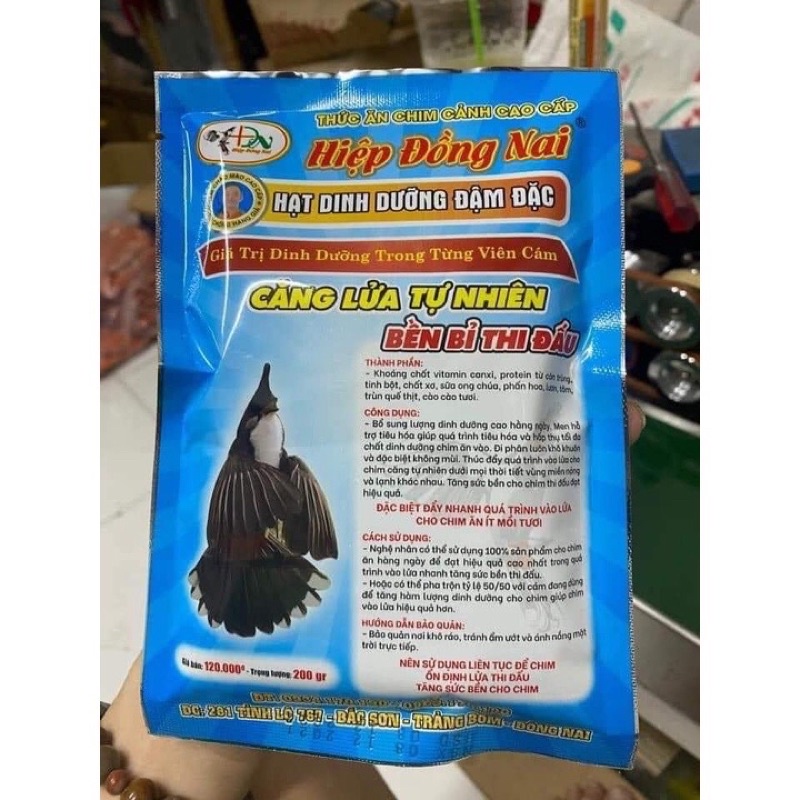 THỨC ĂN CHIM CẢNH CAO CẤP
HĐN
Hiệp Đồng Nai
Hiệp Đồng Nai®
HẠT DINH DƯỠNG ĐẬM ĐẶC
Giá Trị Dinh Dưỡng Trong Từng Viên Cám
CĂNG LỬA TỰ NHIÊN
BỀN BỈ THI ĐẤU
THÀNH PHẦN:
- Khoáng chất vitamin canxi, protein từ côn trùng,
tinh bột, chất xơ, sữa ong chúa, phấn hoa, lươn, tôm,
trùn quế thịt, cào cào tươi.
CÔNG DỤNG:
- Bổ sung lượng dinh dưỡng cao hằng ngày. Men hỗ
trợ tiêu hóa giúp quá trình tiêu hóa và hấp thụ tối đa
chất dinh dưỡng chim ăn vào. Đi phân luôn khô khuôn
và đặc biệt không mùi. Thúc đẩy quá trình vào lửa cho
chim căng tự nhiên dưới mọi thời tiết vùng miền nóng
và lạnh khác nhau. Tăng sức bền cho chim thi đấu đạt
hiệu quả.
ĐẶC BIỆT ĐẨY NHANH QUÁ TRÌNH VÀO LỬA
CHO CHIM ĂN ÍT MỒI TƯƠI
CÁCH SỬ DỤNG:
- Nghệ nhân có thể sử dụng 100% sản phẩm cho chim
ăn hàng ngày để đạt hiệu quả cao nhất trong quá
trình vào lửa nhanh tăng sức bền thi đấu.
- Hoặc có thể pha trộn tỷ lệ 50/50 với cám đang dùng
để tăng hàm lượng dinh dưỡng cho chim giúp chim
vào lửa hiệu quả hơn.
HƯỚNG DẪN BẢO QUẢN:
- Bảo quản nơi khô ráo, tránh ẩm ướt và ánh nắng mặt
trời trực tiếp.
NÊN SỬ DỤNG LIÊN TỤC ĐỂ CHIM
ỔN ĐỊNH LỬA THI ĐẤU
TĂNG SỨC BỀN CHO CHIM
Giá bán: 120.000đ - Trọng lượng: 200 gr
ĐC: 281 TỈNH LỘ 767 - BẮC SƠN - TRẢNG BOM - ĐỒNG NAI